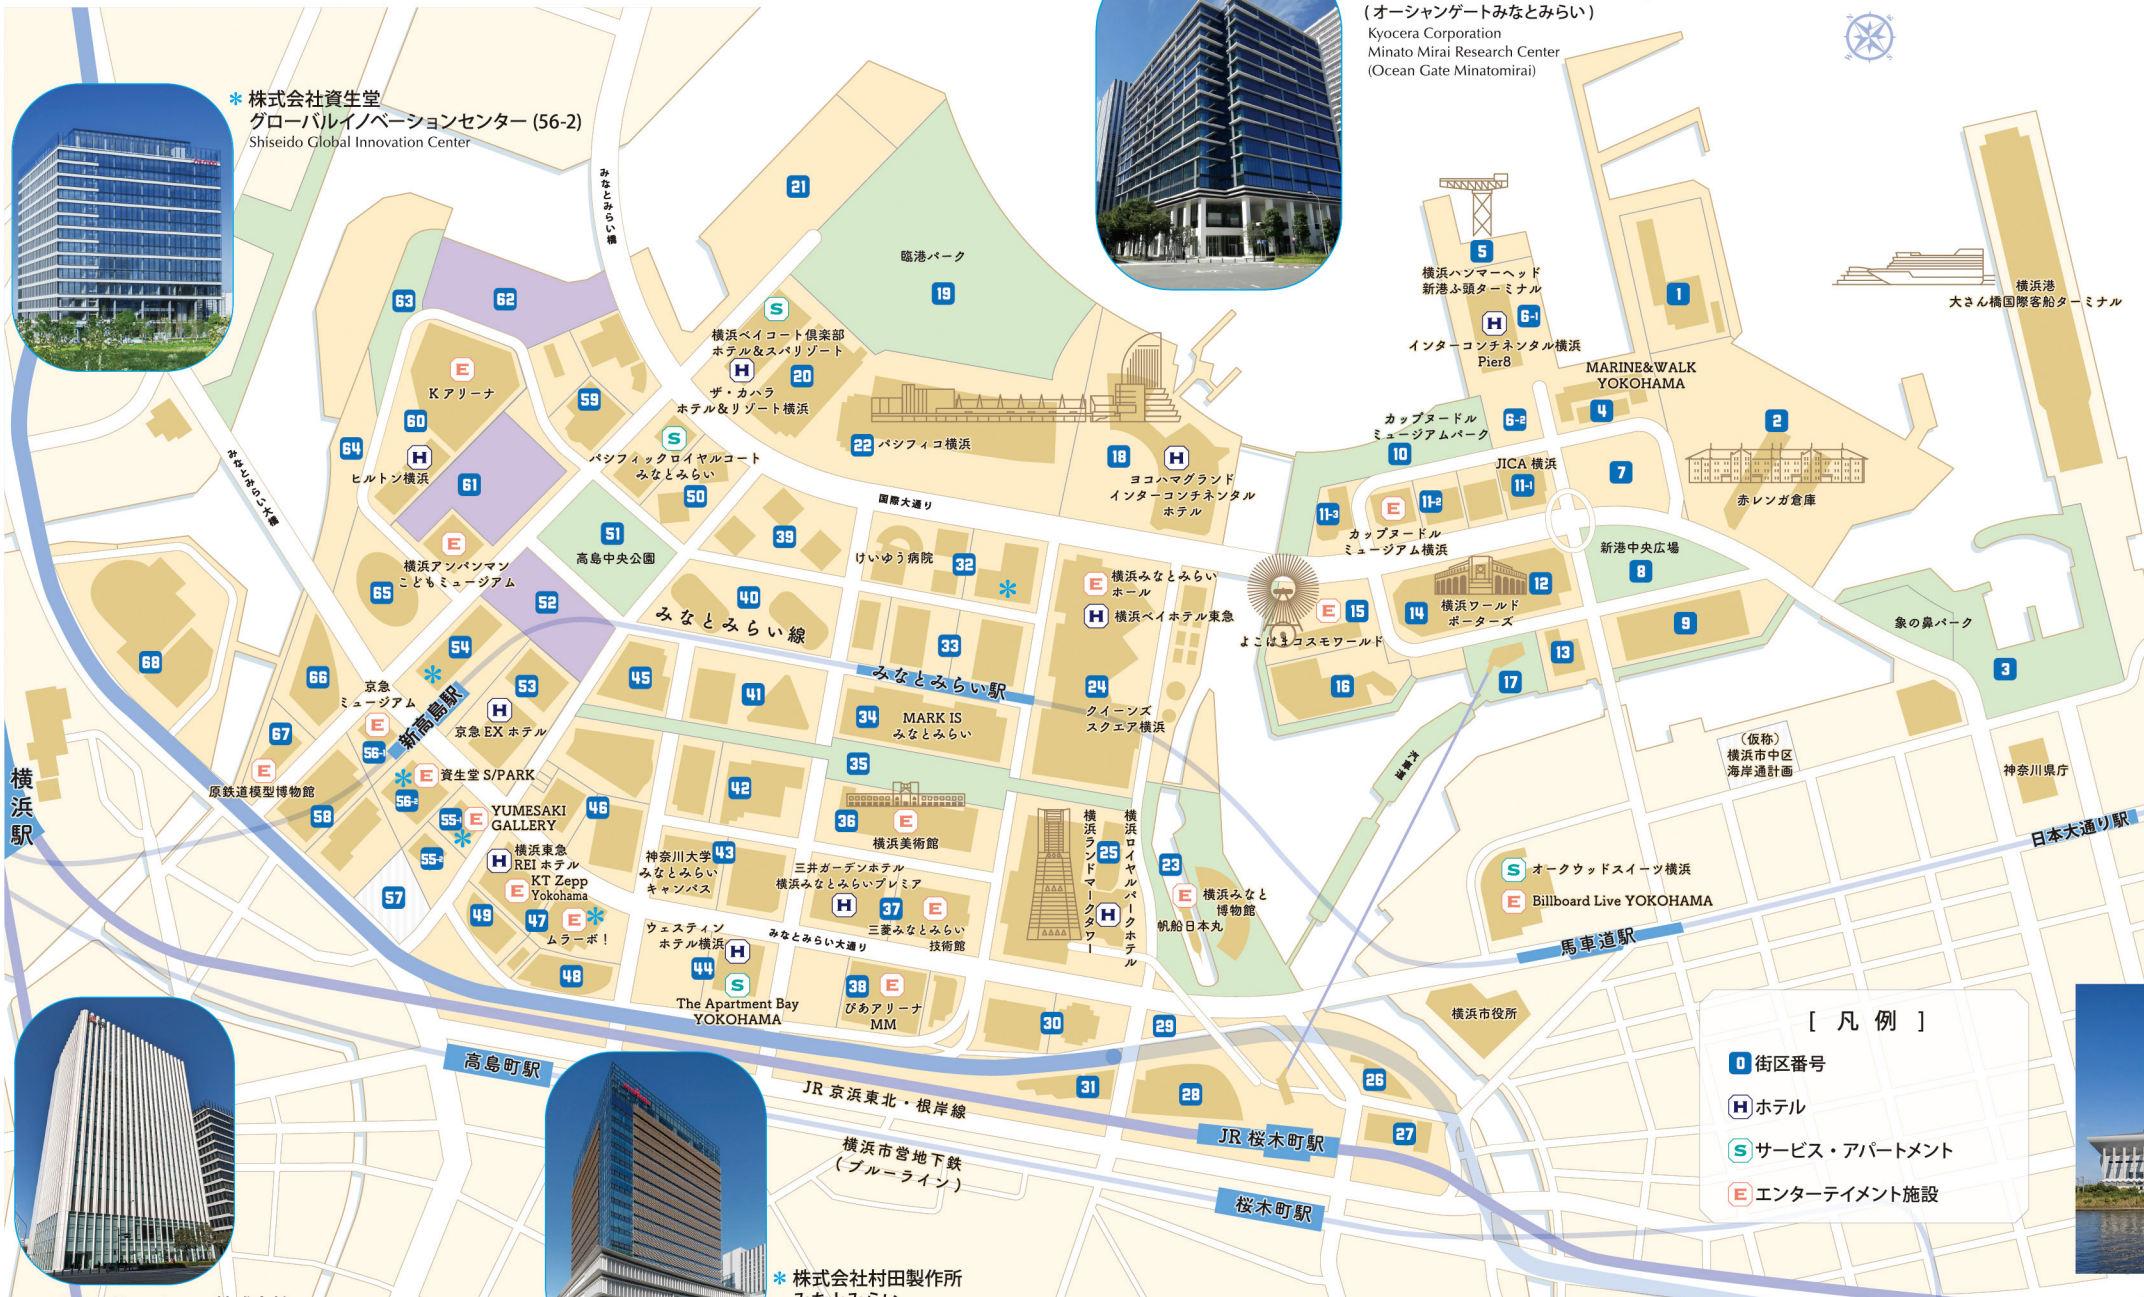 (オーシャンゲートみなとみらい)
Kyocera Corporation
Minato Mirai Research Center
(Ocean Gate Minatomirai)
* 株式会社資生堂
グローバルイノベーションセンター (56-2)
Shiseido Global Innovation Center
みなとみらい橋
21
臨港パーク
19
5
横浜ハンマーヘッド
新港ふ頭ターミナル
H
6-1
インターコンチネンタル横浜
Pier8
1
横浜港
大さん橋国際客船ターミナル
63
62
S
横浜ベイコート倶楽部
ホテル&スパリゾート
H
20
ザ・カハラ
ホテル&リゾート横浜
MARINE&WALK
YOKOHAMA
4
6-2
2
赤レンガ倉庫
7
カップヌードル
ミュージアムパーク
10
JICA 横浜
11-1
11-2
11-3
E
カップヌードル
ミュージアム横浜
E
K アリーナ
60
H
ヒルトン横浜
59
64
61
S
パシフィックロイヤルコート
みなとみらい
50
22
パシフィコ横浜
18
H
ヨコハマグランド
インターコンチネンタル
ホテル
みなとみらい大橋
国際大通り
51
高島中央公園
39
けいゆう病院
32
*
E
横浜みなとみらい
ホール
H
横浜ベイホテル東急
新港中央広場
8
12
横浜ワールド
ポーターズ
14
E
15
よこはまコスモワールド
9
13
16
17
象の鼻パーク
3
E
横浜アンパンマン
こどもミュージアム
65
52
40
みなとみらい線
33
みなとみらい駅
24
クイーンズ
スクエア横浜
68
66
54
*
53
H
京急 EX ホテル
45
41
34
MARK IS
みなとみらい
35
京急
ミュージアム
E
56-1
新高島駅
67
E
原鉄道模型博物館
58
*
E
資生堂 S/PARK
56-2
55-1
E
YUMESAKI
GALLERY
*
55-2
H
横浜東急
REI ホテル
E
KT Zepp
Yokohama
46
42
36
E
横浜美術館
43
神奈川大学
みなとみらい
キャンパス
三井ガーデンホテル
横浜みなとみらいプレミア
H
37
E
三菱みなとみらい
技術館
横浜ランドマークタワー
25
横浜ロイヤルパークホテル
H
23
E
横浜みなと
博物館
帆船日本丸
汽車道
(仮称)
横浜市中区
海岸通計画
神奈川県庁
日本大通り駅
S
オークウッドスイーツ横浜
E
Billboard Live YOKOHAMA
馬車道駅
横浜駅
57
49
47
E
*
ムラーボ!
48
ウェスティン
ホテル横浜
H
44
S
The Apartment Bay
YOKOHAMA
みなとみらい大通り
38
E
ぴあアリーナ
MM
30
29
31
28
26
27
横浜市役所
高島町駅
JR 京浜東北・根岸線
JR 桜木町駅
横浜市営地下鉄
(ブルーライン)
桜木町駅
[ 凡 例 ]
0 街区番号
H ホテル
S サービス・アパートメント
E エンターテイメント施設
* 株式会社村田製作所